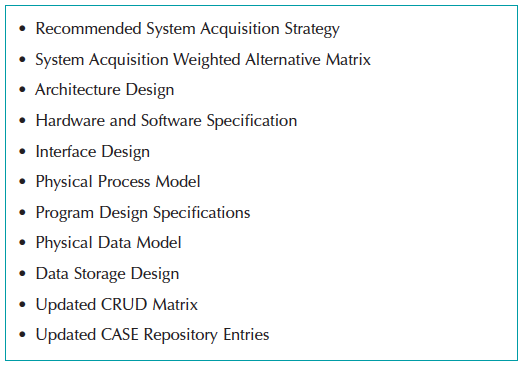 • Recommended System Acquisition Strategy
• System Acquisition Weighted Alternative Matrix
• Architecture Design
• Hardware and Software Specification
• Interface Design
• Physical Process Model
• Program Design Specifications
• Physical Data Model
• Data Storage Design
• Updated CRUD Matrix
• Updated CASE Repository Entries